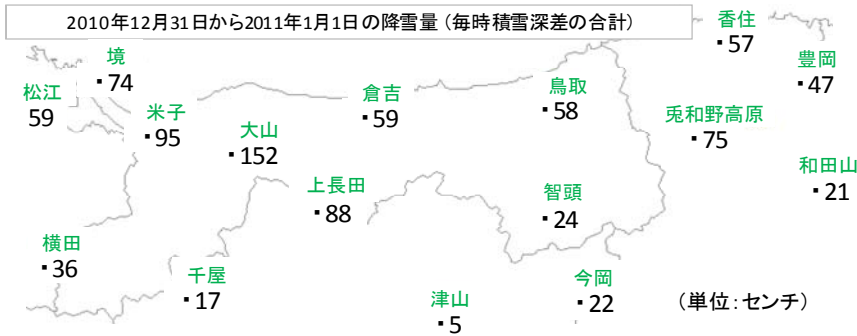 2010年12月31日から2011年1月1日の降雪量（毎時積雪深差の合計）
香住
57
境
74
豊岡
47
松江
59
米子
95
倉吉
59
鳥取
58
兎和野高原
75
大山
152
和田山
21
上長田
88
智頭
24
横田
36
千屋
17
津山
5
今岡
22
（単位：センチ）